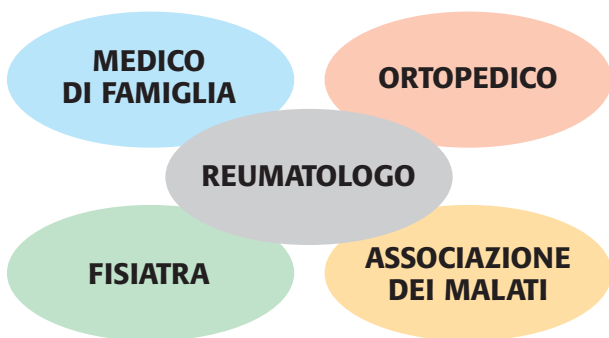 MEDICO
DI FAMIGLIA
ORTOPEDICO
REUMATOLOGO
FISIATRA
ASSOCIAZIONE
DEI MALATI